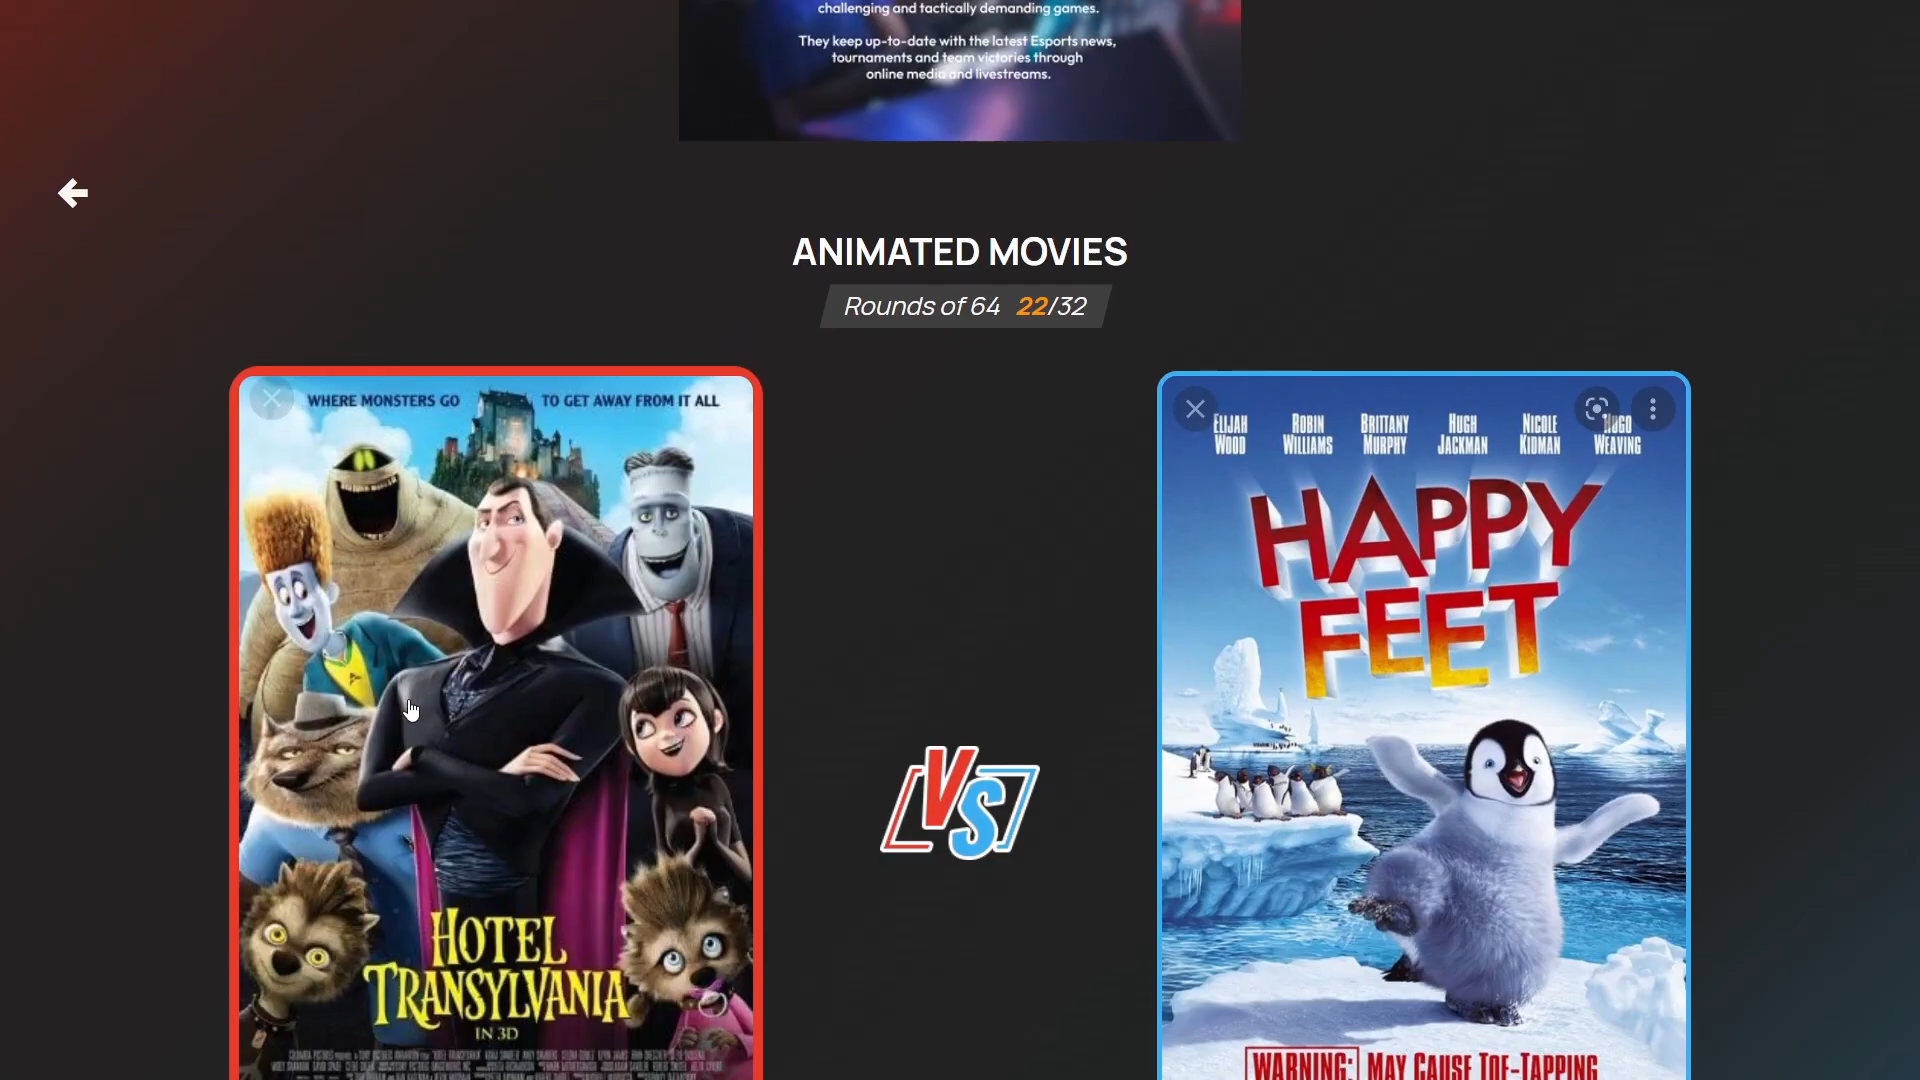 challenging and tactically demanding games.
They keep up-to-date with the latest Esports news,
tournaments and team victories through
online media and livestreams.
ANIMATED MOVIES
Rounds of 64 22/32
WHERE MONSTERS GO TO GET AWAY FROM IT ALL
HOTEL
TRANSYLVANIA
IN 3D
VS
ELIJAH WOOD
ROBIN WILLIAMS
BRITTANY MURPHY
HUGH JACKMAN
NICOLE KIDMAN
HUGO WEAVING
HAPPY
FEET
WARNING: MAY CAUSE TOE-TAPPING